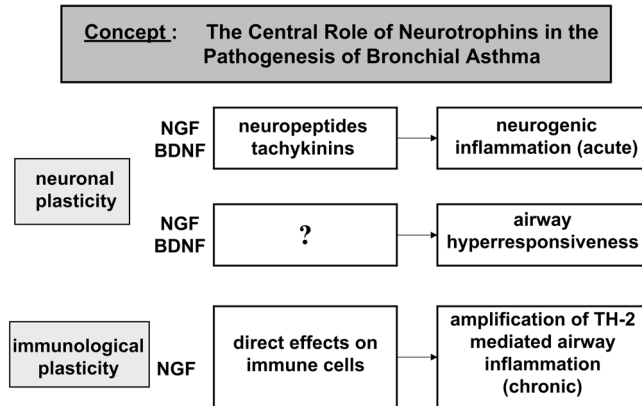 Concept : The Central Role of Neurotrophins in the
Pathogenesis of Bronchial Asthma
neuronal
plasticity
NGF
BDNF
neuropeptides
tachykinins
neurogenic
inflammation (acute)
NGF
BDNF
?
airway
hyperresponsiveness
immunological
plasticity
NGF
direct effects on
immune cells
amplification of TH-2
mediated airway
inflammation
(chronic)